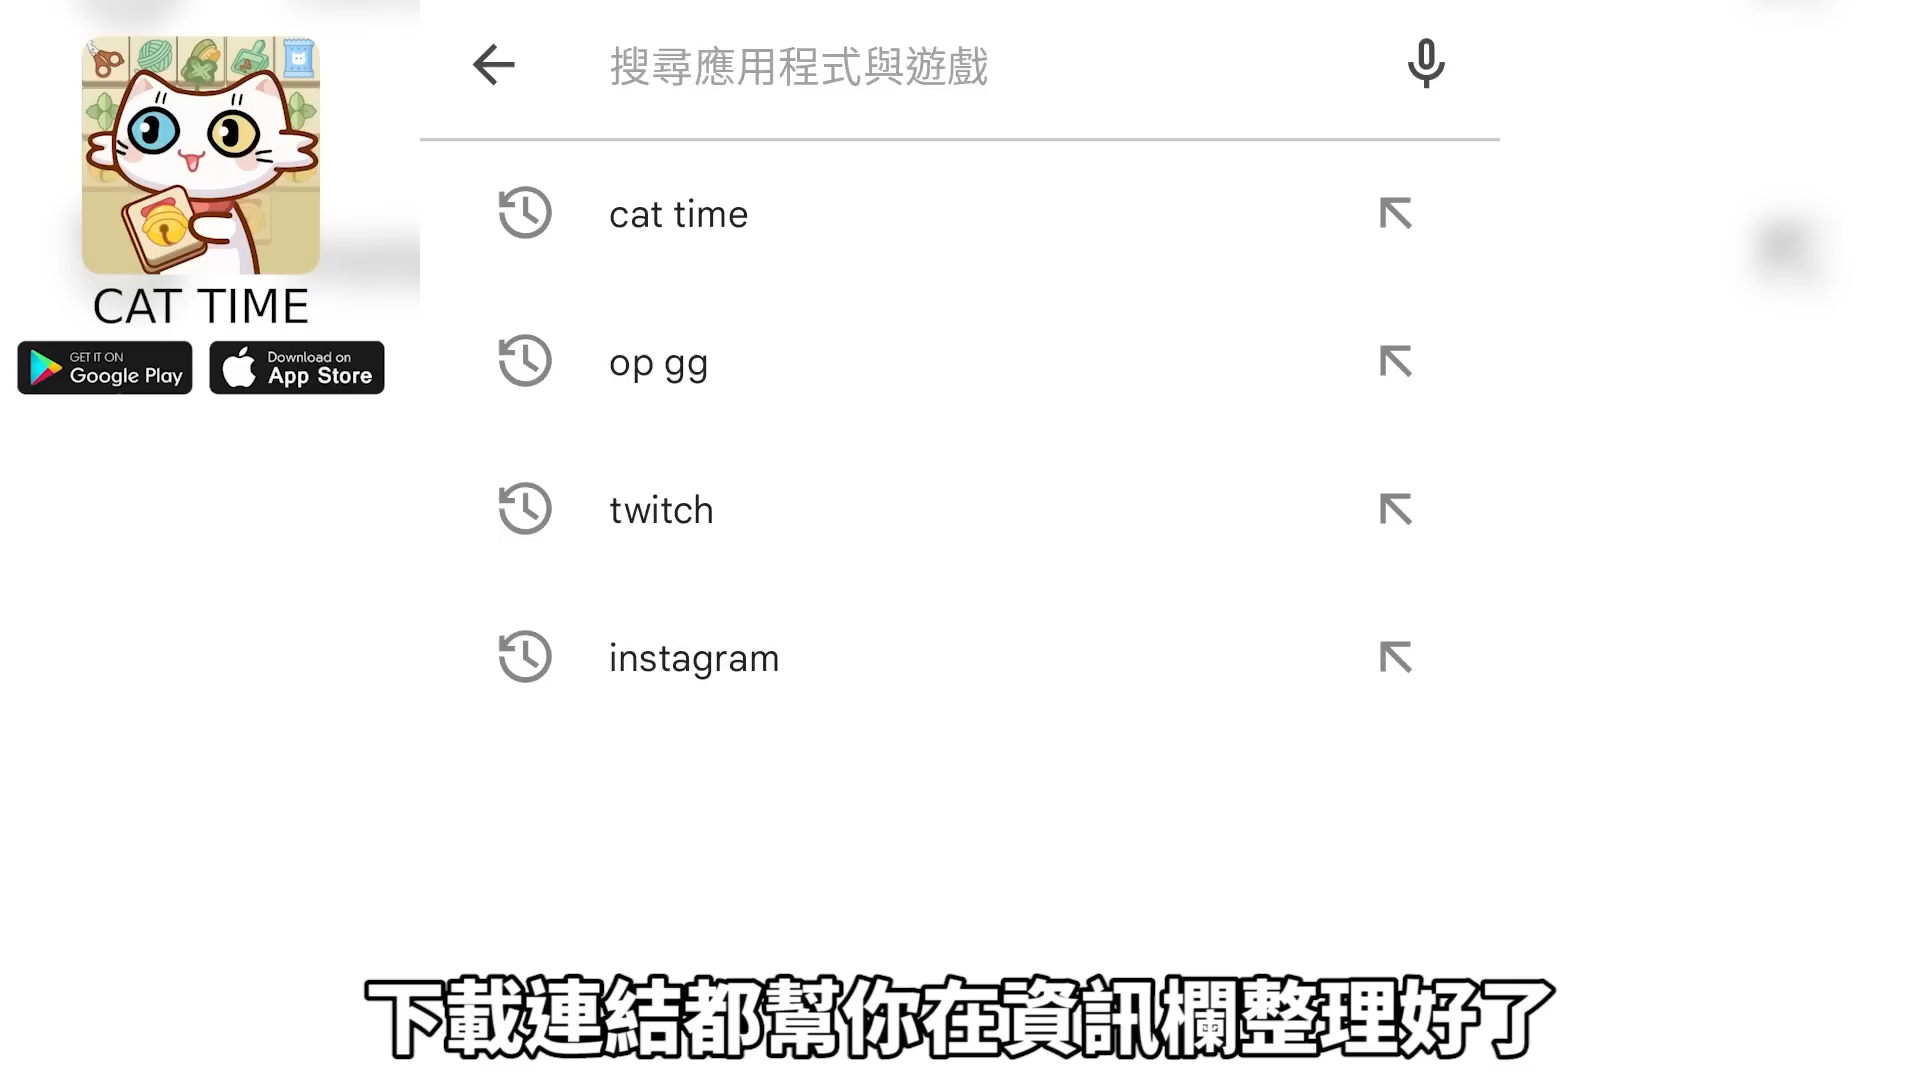 CAT TIME
GET IT ON
Google Play
Download on
App Store
搜尋應用程式與遊戲
cat time
op gg
twitch
instagram
下載連結都幫你在資訊欄整理好了